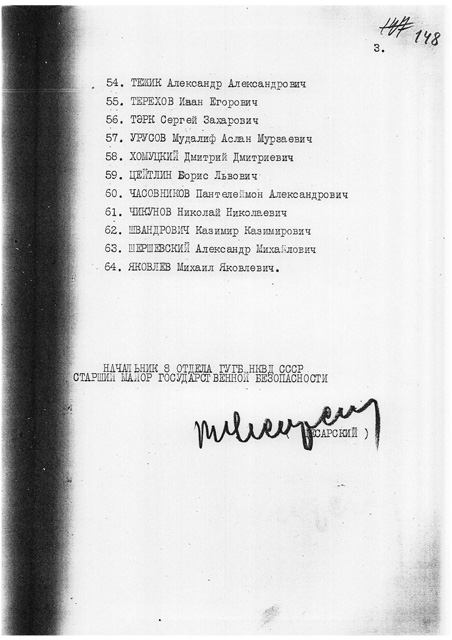 147 148
3.
54. ТЕЖИК Александр Александрович
55. ТЕРЕХОВ Иван Егорович
56. ТЭРК Сергей Захарович
57. УРУСОВ Мудалиф Аслан Мурзаевич
58. ХОМУЦКИЙ Дмитрий Дмитриевич
59. ЦЕЙТЛИН Борис Львович
60. ЧАСОВНИКОВ Пантелеймон Александрович
61. ЧИКУНОВ Николай Николаевич
62. ШВАНДРОВИЧ Казимир Казимирович
63. ШЕРШЕВСКИЙ Александр Михайлович
64. ЯКОВЛЕВ Михаил Яковлевич.
НАЧАЛЬНИК 8 ОТДЕЛА ГУГБ НКВД СССР
СТАРШИЙ МАЙОР ГОСУДАРСТВЕННОЙ БЕЗОПАСНОСТИ
ЕСАРСКИЙ )